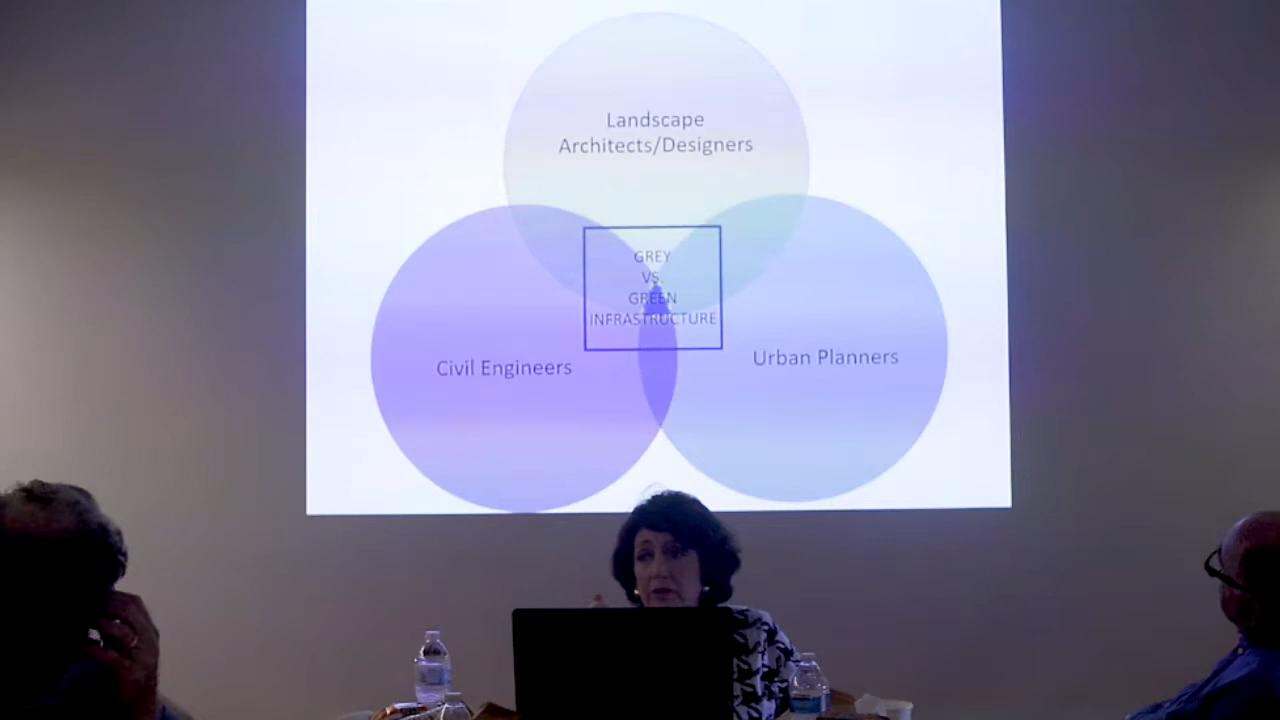 Landscape
Architects/Designers
GREY
VS.
GREEN
INFRASTRUCTURE
Civil Engineers
Urban Planners